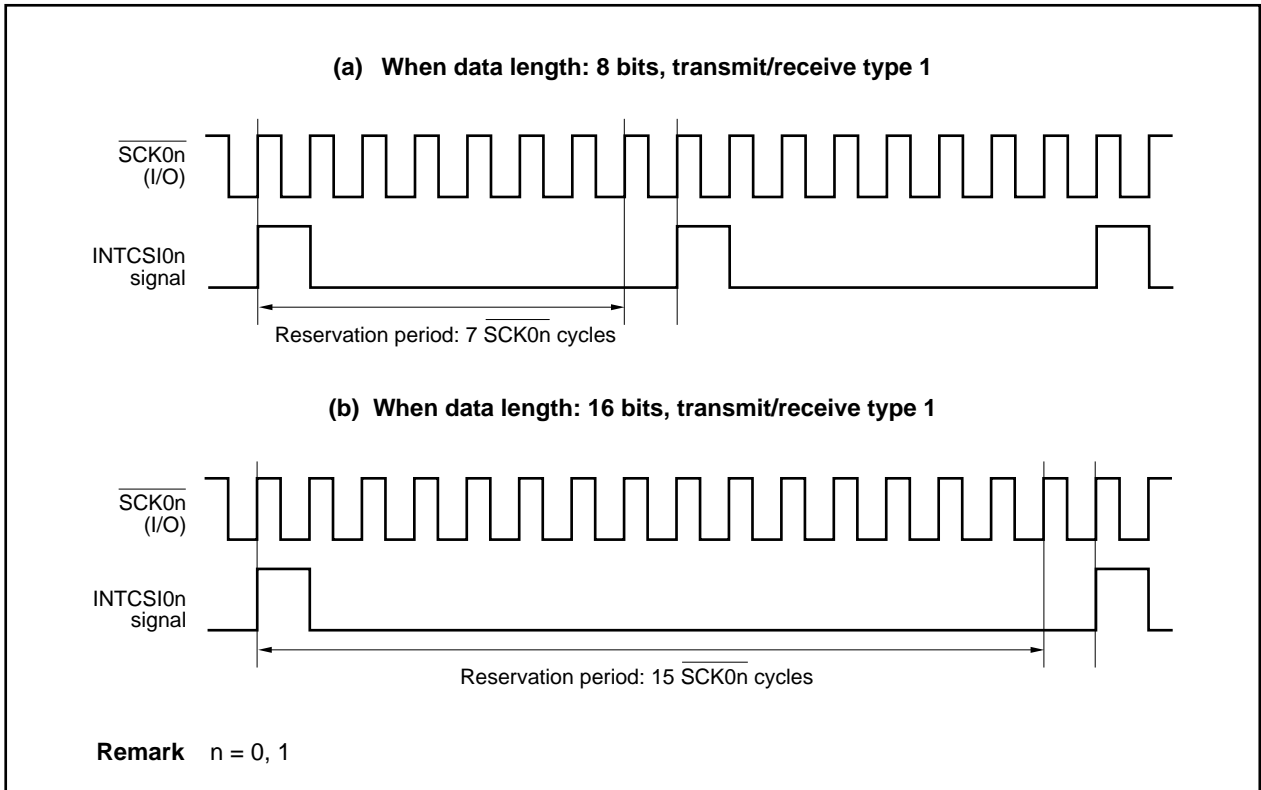 (a) When data length: 8 bits, transmit/receive type 1
SCK0n
(I/O)
INTCSI0n
signal
Reservation period: 7 SCK0n cycles
(b) When data length: 16 bits, transmit/receive type 1
SCK0n
(I/O)
INTCSI0n
signal
Reservation period: 15 SCK0n cycles
Remark n = 0, 1